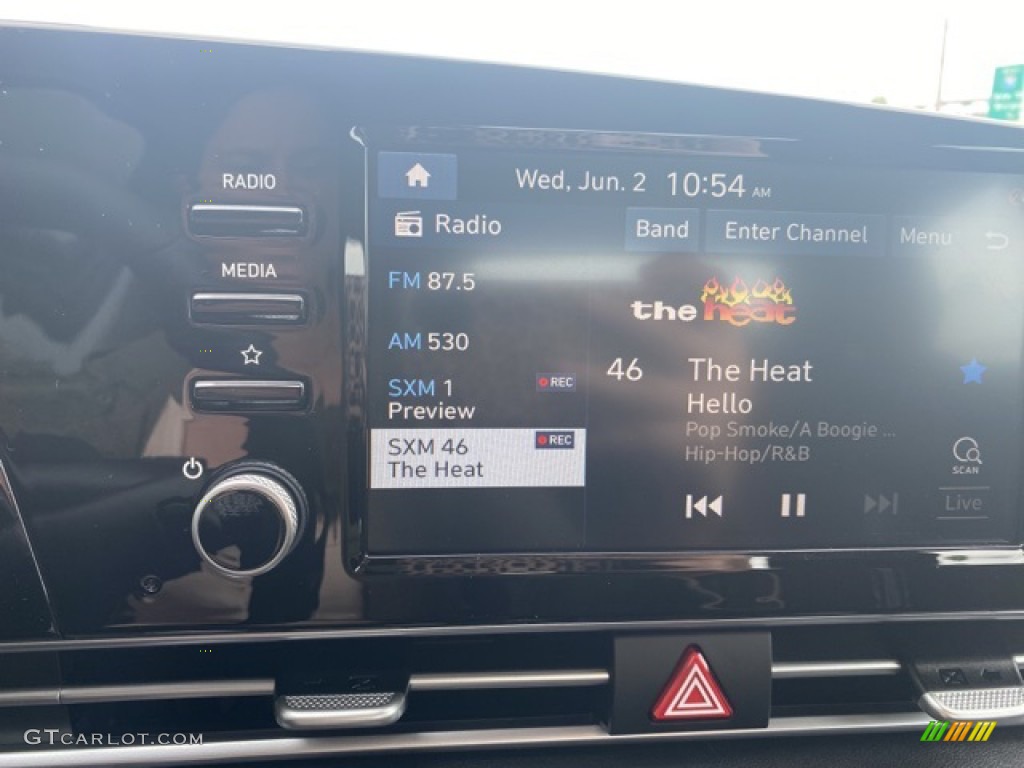 RADIO
MEDIA
Wed, Jun. 2 10:54 AM
Radio
Band
Enter Channel
Menu
FM 87.5
AM 530
SXM 1
REC
Preview
SXM 46
REC
The Heat
the heat
46
The Heat
Hello
Pop Smoke/A Boogie ...
Hip-Hop/R&B
SCAN
Live
GTCARLOT.COM